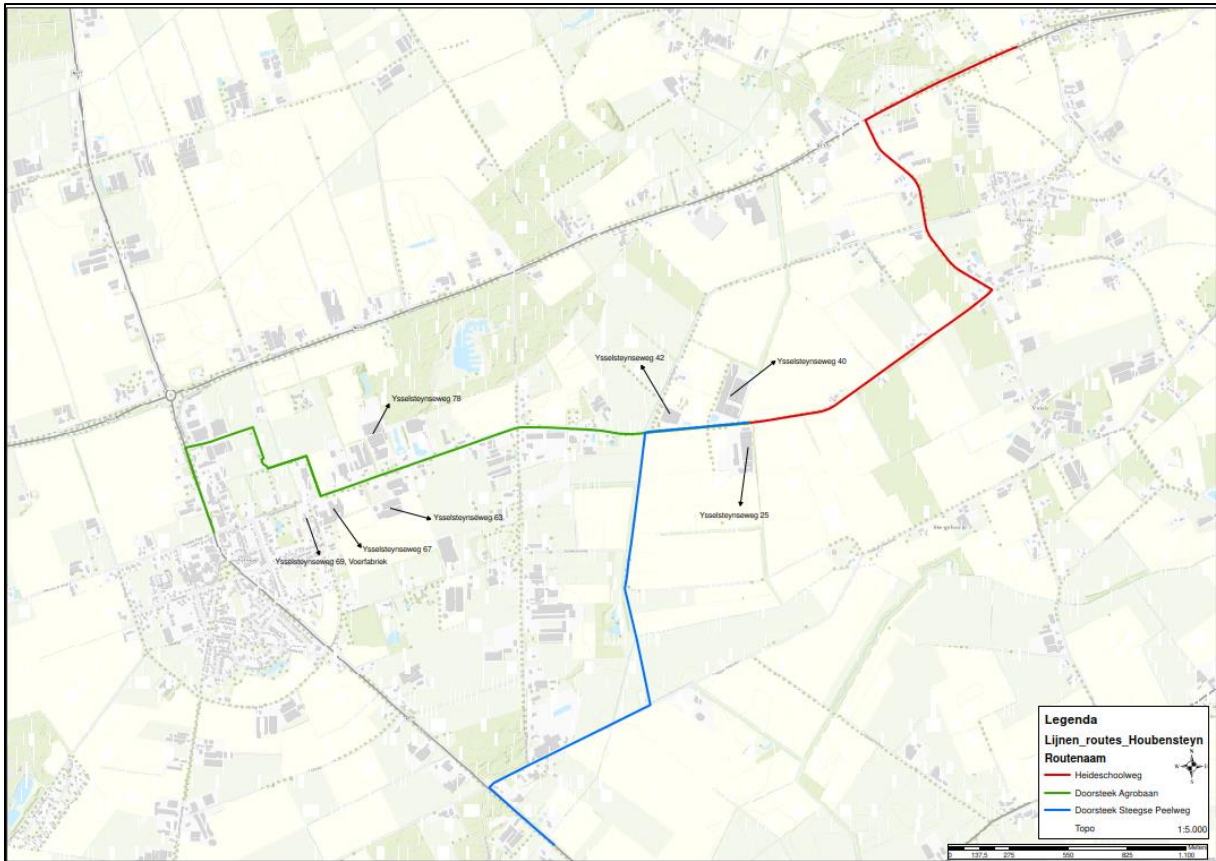 Ysselsteynseweg 42
Ysselsteynseweg 40
Ysselsteynseweg 78
Ysselsteynseweg 63
Ysselsteynseweg 25
Ysselsteynseweg 67
Ysselsteynseweg 69, Voerfabriek
Legenda
Lijnen_routes_Houbensteyn
Routenaam
N
W
S
Heideschoolweg
Doorsteek Agrobaan
Doorsteek Steegse Peelweg
Topo 1:5.000
Meters
0 137,5 275 550 825 1.100